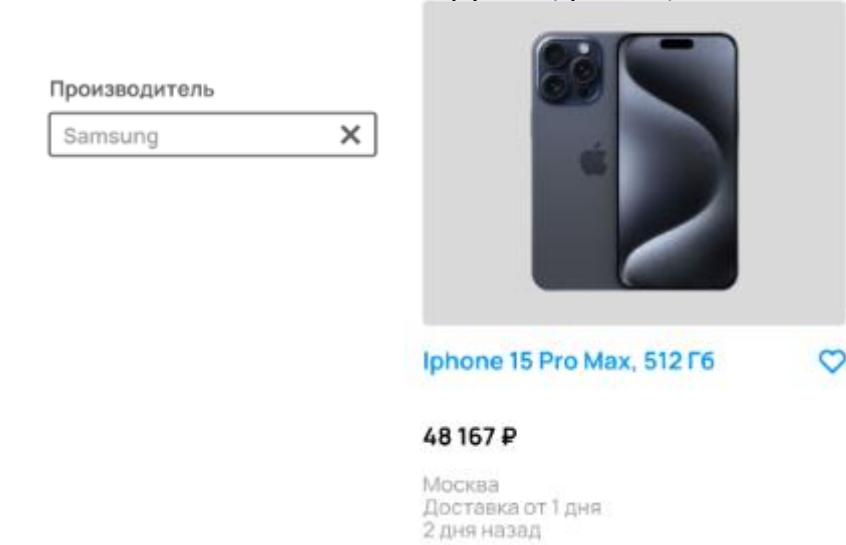 Производитель
Samsung
Iphone 15 Pro Max, 512 Гб
48 167 ₽
Москва
Доставка от 1 дня
2 дня назад